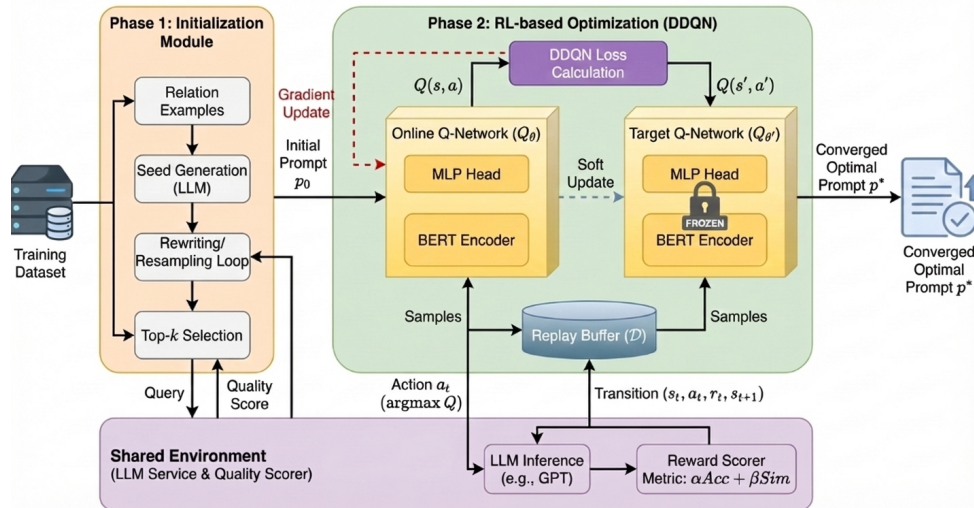 Phase 1: Initialization
Module
Phase 2: RL-based Optimization (DDQN)
Relation
Examples
Seed Generation
(LLM)
Rewriting/
Resampling Loop
Top-k Selection
Training
Dataset
Query
Quality
Score
Gradient
Update
Initial
Prompt
p₀
DDQN Loss
Calculation
Q(s, a)
Q(s′, a′)
Online Q-Network (Q_θ)
MLP Head
BERT Encoder
Soft
Update
Target Q-Network (Q_θ′)
MLP Head
FROZEN
BERT Encoder
Converged
Optimal
Prompt p*
Converged
Optimal
Prompt p*
Samples
Replay Buffer (𝒟)
Samples
Action aₜ
(argmax Q)
Transition (sₜ, aₜ, rₜ, sₜ₊₁)
Shared Environment
(LLM Service & Quality Scorer)
LLM Inference
(e.g., GPT)
Reward Scorer
Metric: αAcc + βSim